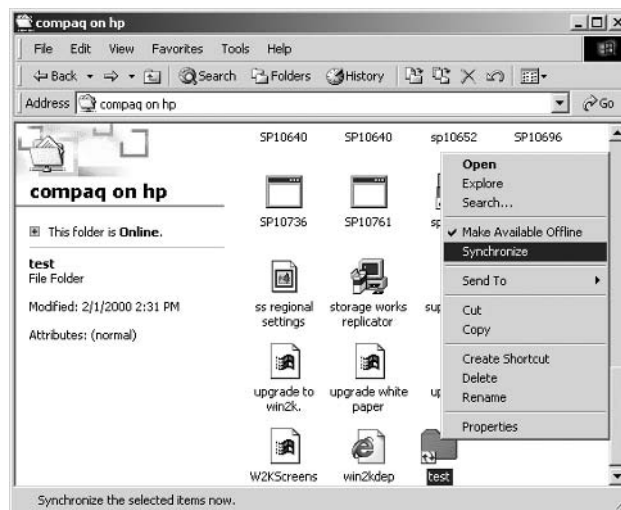 compaq on hp
File Edit View Favorites Tools Help
Back Search Folders History
Address compaq on hp Go
SP10640 SP10640 sp10652 SP10696
compaq on hp
This folder is Online.
test
File Folder
Modified: 2/1/2000 2:31 PM
Attributes: (normal)
SP10736 SP10761
ss regional settings
storage works replicator
upgrade to win2k.
upgrade white paper
W2KScreens win2kdep test
Open
Explore
Search...
Make Available Offline
Synchronize
Send To
Cut
Copy
Create Shortcut
Delete
Rename
Properties
Synchronize the selected items now.